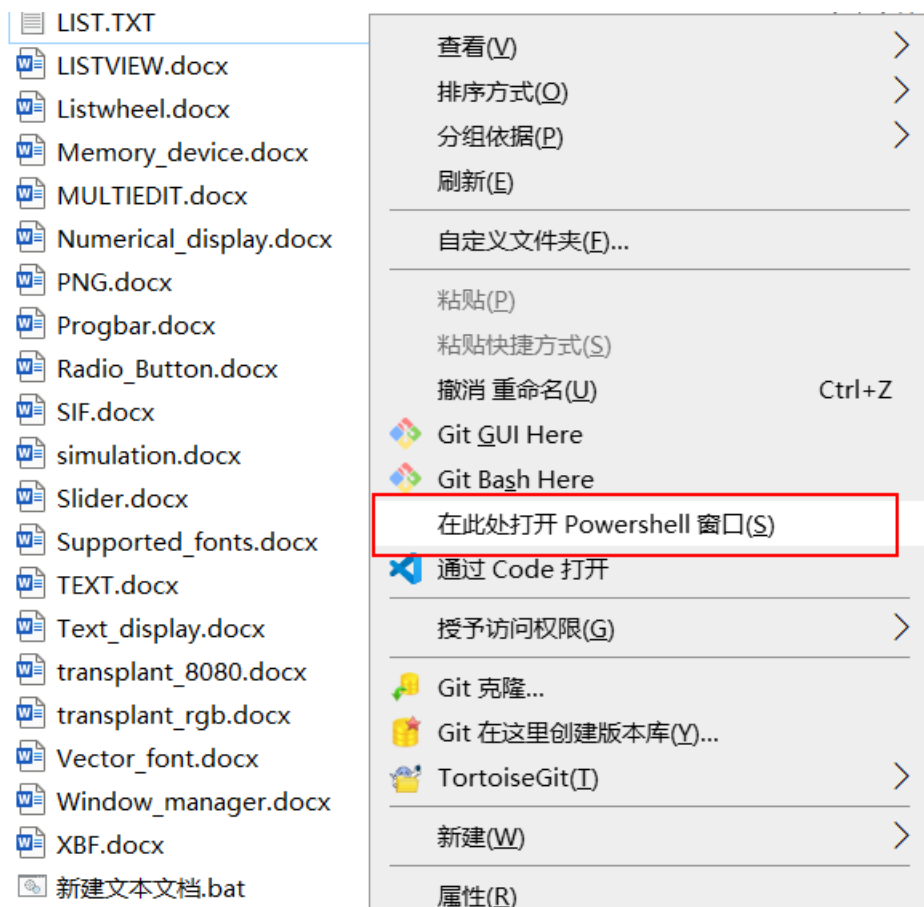 LIST.TXT
LISTVIEW.docx
Listwheel.docx
Memory_device.docx
MULTIEDIT.docx
Numerical_display.docx
PNG.docx
Progbar.docx
Radio_Button.docx
SIF.docx
simulation.docx
Slider.docx
Supported_fonts.docx
TEXT.docx
Text_display.docx
transplant_8080.docx
transplant_rgb.docx
Vector_font.docx
Window_manager.docx
XBF.docx
新建文本文档.bat
查看(V)
排序方式(O)
分组依据(P)
刷新(E)
自定义文件夹(F)...
粘贴(P)
粘贴快捷方式(S)
撤消 重命名(U) Ctrl+Z
Git GUI Here
Git Bash Here
在此处打开 Powershell 窗口(S)
通过 Code 打开
授予访问权限(G)
Git 克隆...
Git 在这里创建版本库(Y)...
TortoiseGit(T)
新建(W)
属性(R)